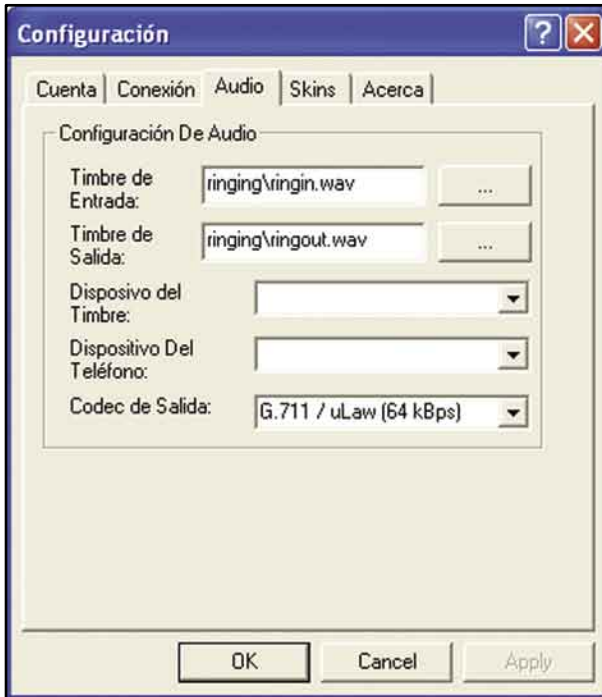 Configuración
Cuenta Conexión Audio Skins Acerca
Configuración De Audio
Timbre de
Entrada:
ringing\ringin.wav
...
Timbre de
Salida:
ringing\ringout.wav
...
Disposivo del
Timbre:
Dispositivo Del
Teléfono:
Codec de Salida:
G.711 / uLaw (64 kBps)
OK Cancel Apply